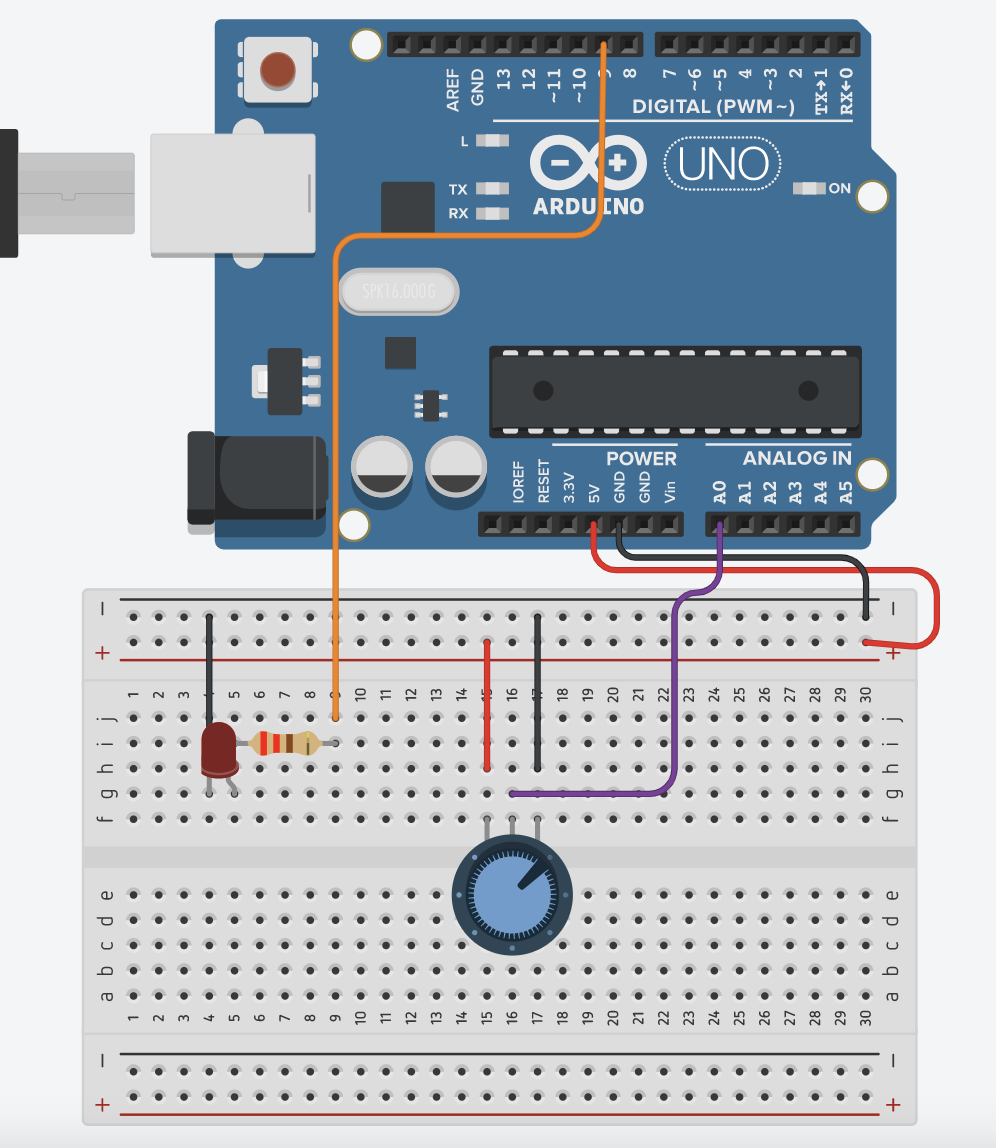 AREF GND 13 12 ~11 ~10 9 8 7 ~6 ~5 4 ~3 2 TX→1 RX←0
DIGITAL (PWM~)
L
TX
RX
ARDUINO
UNO
ON
SPK16.000G
POWER
ANALOG IN
IOREF RESET 3.3V 5V GND GND Vin A0 A1 A2 A3 A4 A5
− −
+ +
1 2 3 4 5 6 7 8 9 10 11 12 13 14 15 16 17 18 19 20 21 22 23 24 25 26 27 28 29 30
j j
i i
h h
g g
f f
e e
d d
c c
b b
a a
1 2 3 4 5 6 7 8 9 10 11 12 13 14 15 16 17 18 19 20 21 22 23 24 25 26 27 28 29 30
− −
+ +